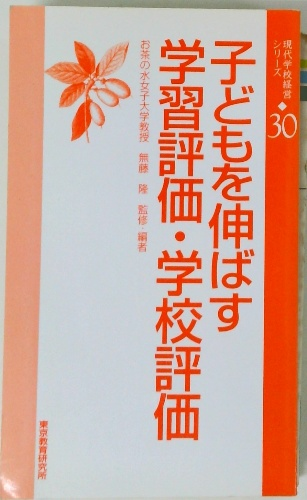 現代学校経営
シリーズ
◆30
子どもを伸ばす
学習評価・学校評価
お茶の水女子大学教授 無藤 隆 監修・編者
東京教育研究所